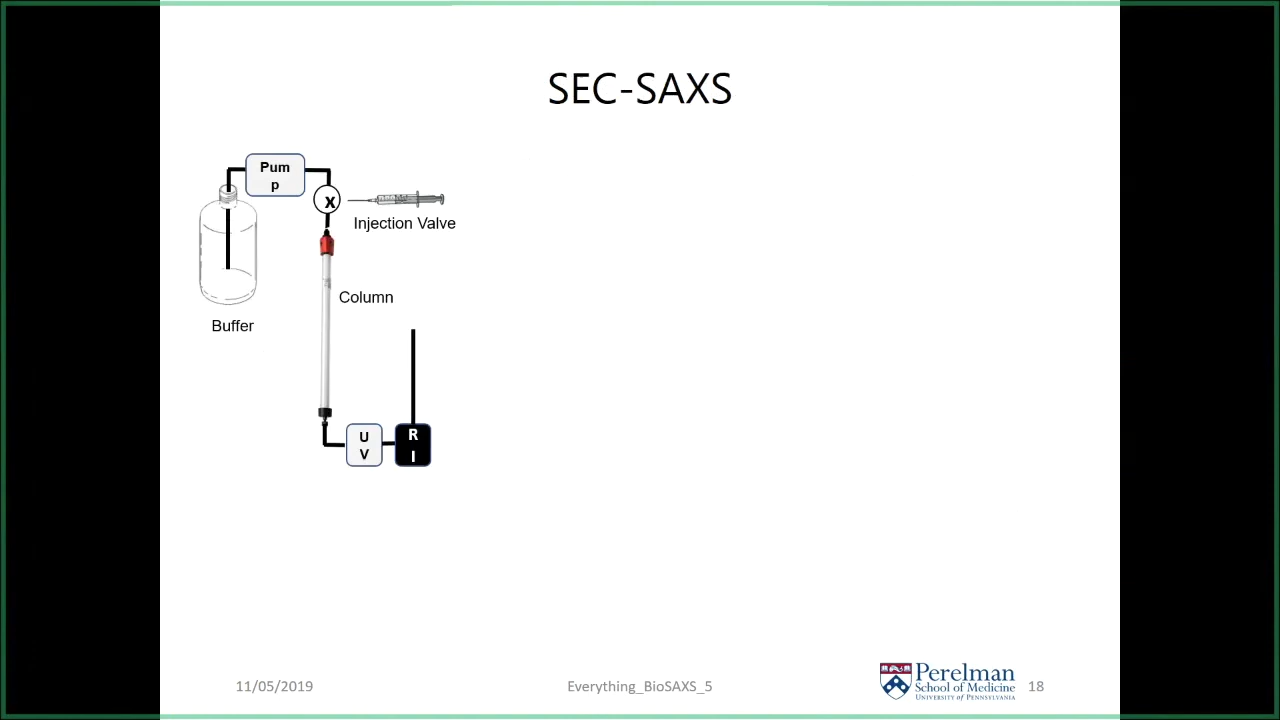 SEC-SAXS
Pum
p
X
Injection Valve
Column
Buffer
U
V
R
I
11/05/2019
Everything_BioSAXS_5
Perelman
School of Medicine
UNIVERSITY of PENNSYLVANIA
18